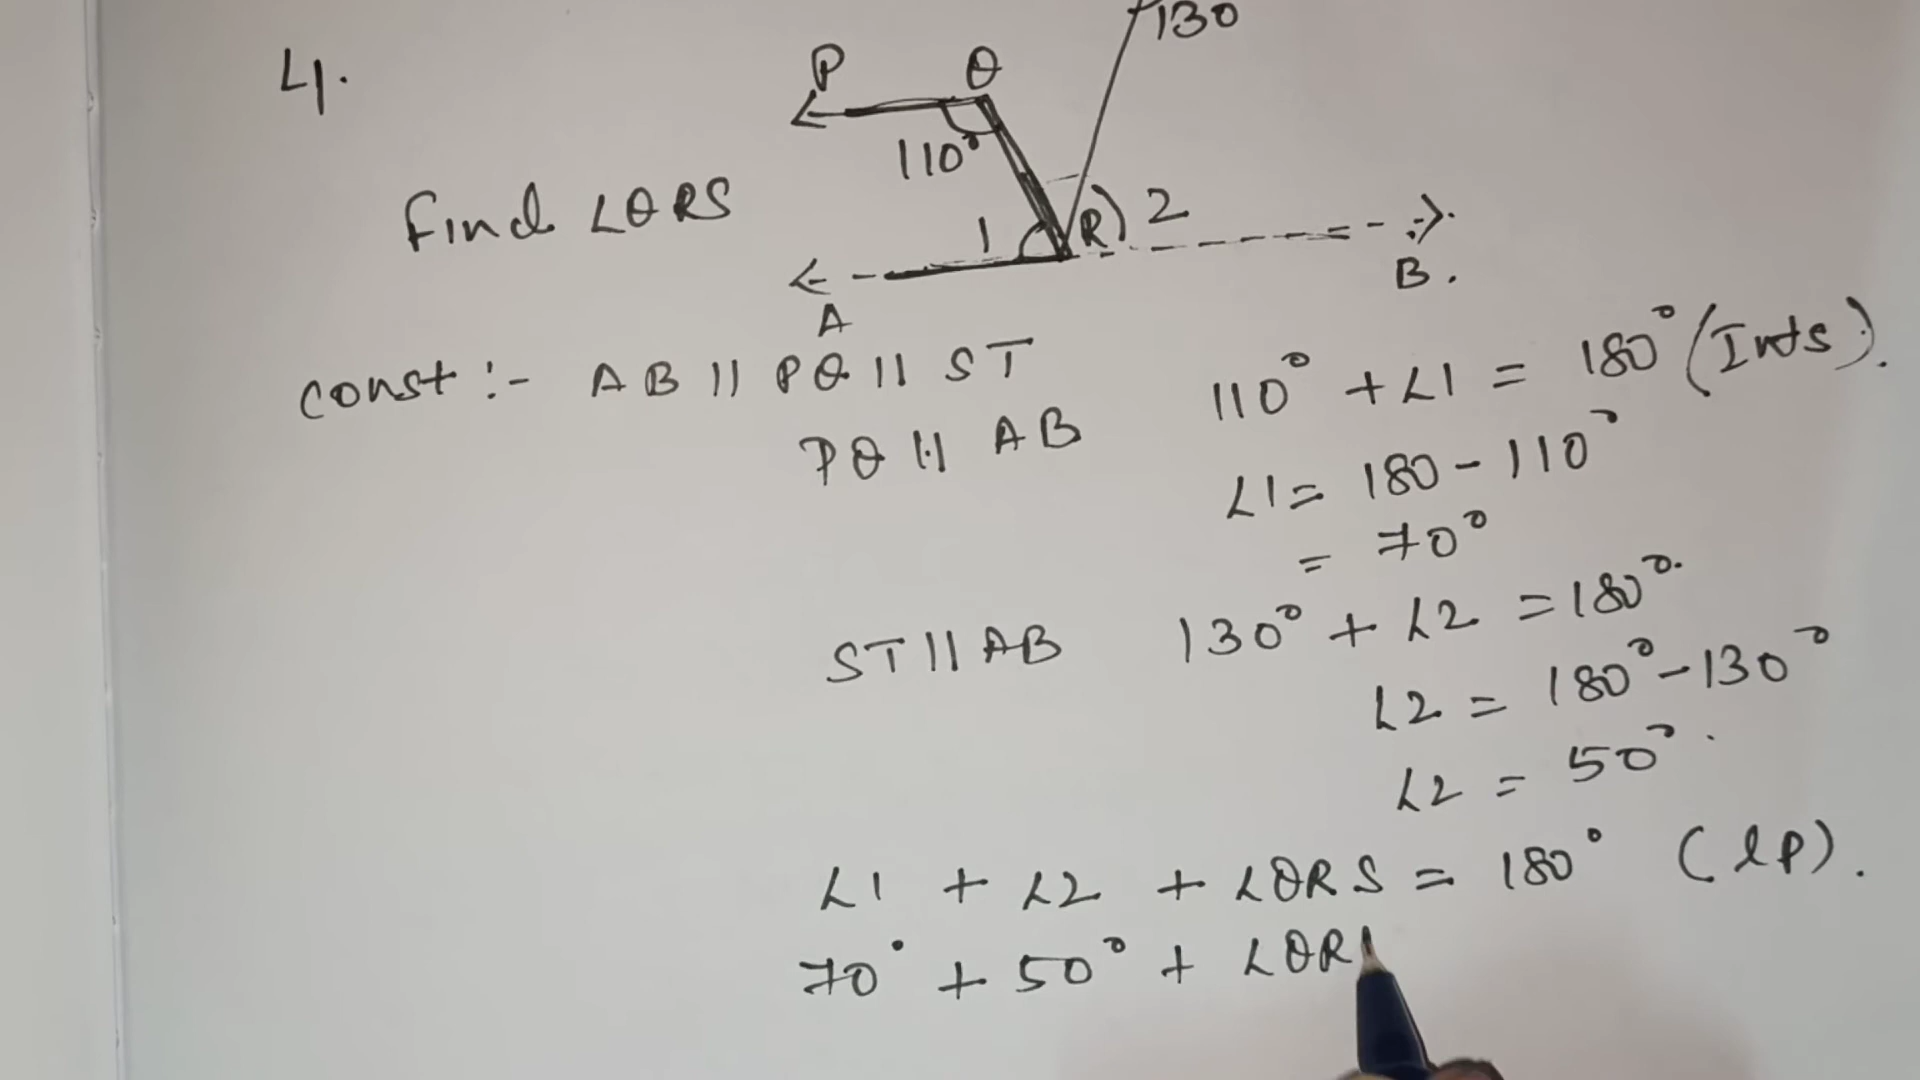 130
4.
P Q
110°
Find ∠QRS
1 R 2
A B.
Const :- AB || PQ || ST
PQ || AB 110° + ∠1 = 180° (Ints).
∠1 = 180 - 110°
= 70°
ST || AB 130° + ∠2 = 180°.
∠2 = 180° - 130°
∠2 = 50°.
∠1 + ∠2 + ∠QRS = 180° (lp).
70° + 50° + ∠QR